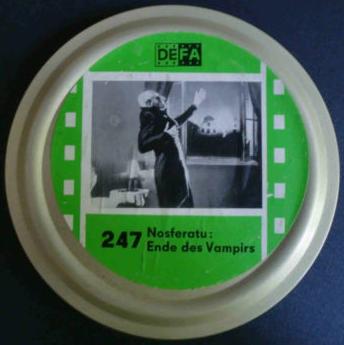 DEFA
247 Nosferatu:
Ende des Vampirs